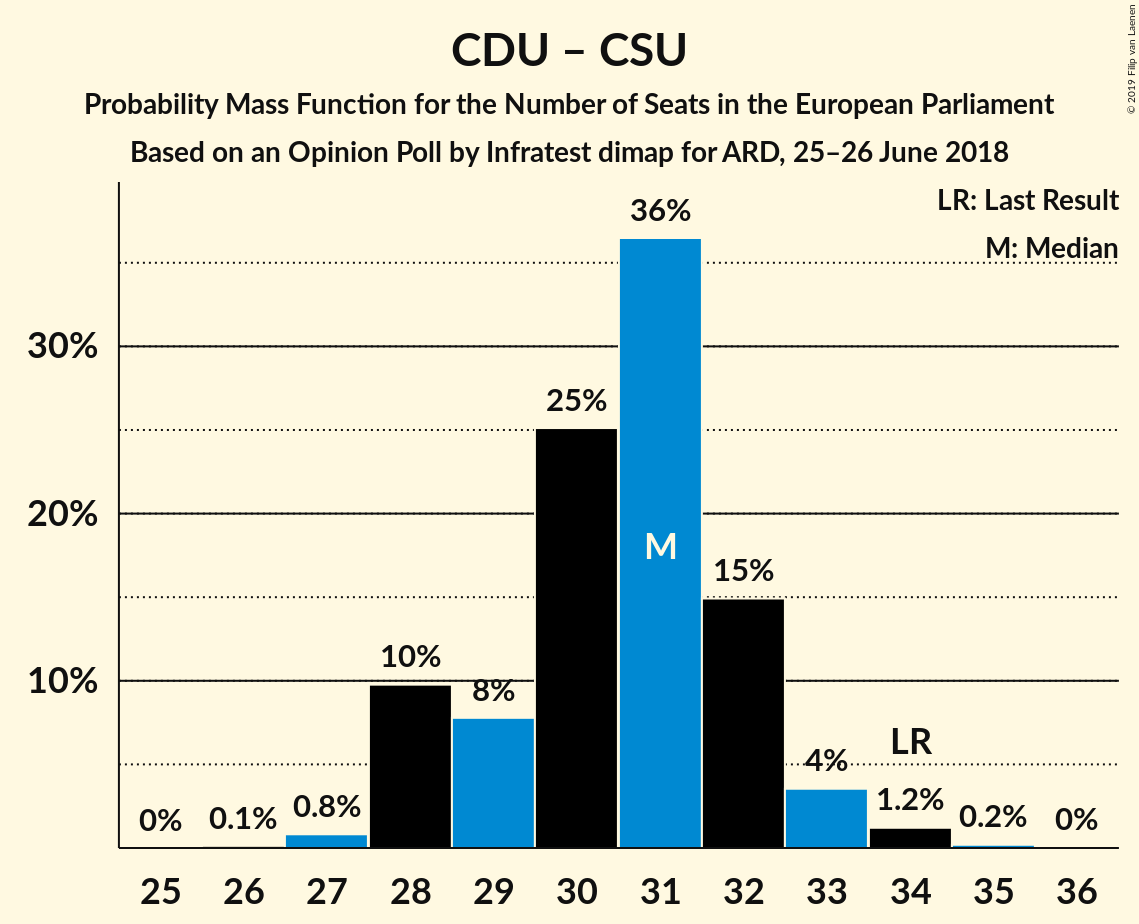 CDU – CSU
Probability Mass Function for the Number of Seats in the European Parliament
Based on an Opinion Poll by Infratest dimap for ARD, 25–26 June 2018
© 2019 Filip van Laenen
LR: Last Result
M: Median
36%
30%
25%
20%
M
15%
10%
10%
8%
LR
4%
0%
0.1%
0.8%
1.2%
0.2%
0%
25 26 27 28 29 30 31 32 33 34 35 36